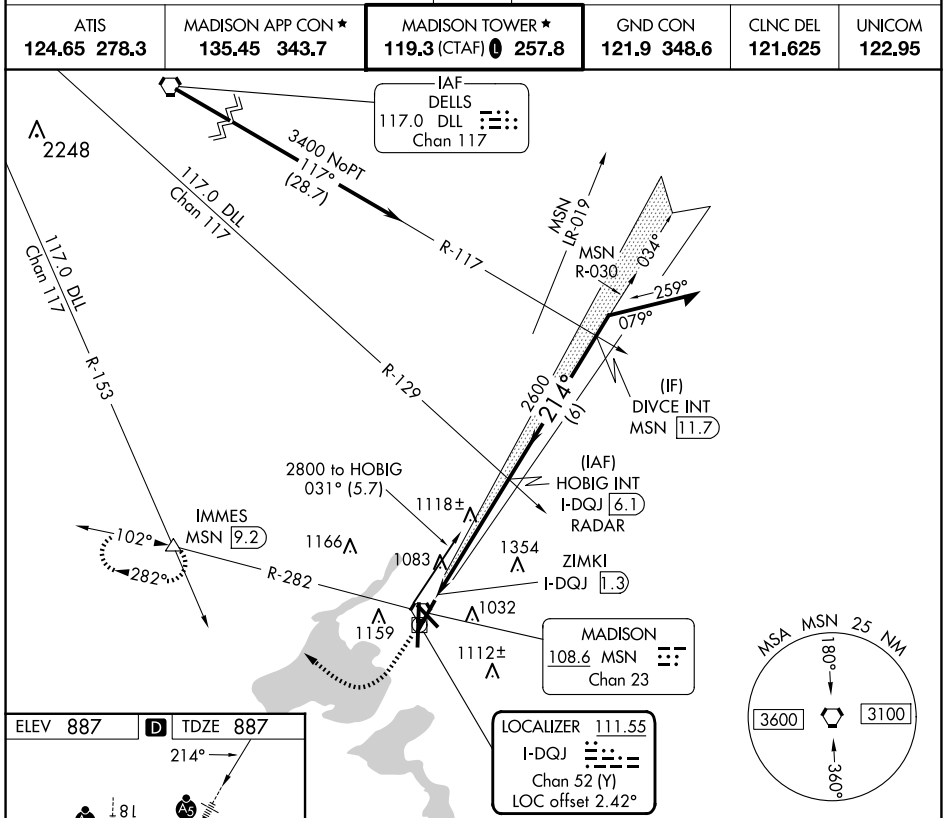 ATIS
124.65 278.3
MADISON APP CON ★
135.45 343.7
MADISON TOWER ★
119.3 (CTAF) L 257.8
GND CON
121.9 348.6
CLNC DEL
121.625
UNICOM
122.95
IAF
DELLS
117.0 DLL
Chan 117
2248
3400 NoPT
117°
(28.7)
117.0 DLL
Chan 117
117.0 DLL
Chan 117
R-117
MSN
LR-019
MSN
R-030
034°
259°
079°
R-153
R-129
2600
214°
(6)
(IF)
DIVCE INT
MSN 11.7
(IAF)
HOBIG INT
I-DQJ 6.1
RADAR
2800 to HOBIG
031° (5.7)
1118±
IMMES
MSN 9.2
102°
282°
1166
1083
1354
ZIMKI
I-DQJ 1.3
R-282
1159
1032
1112±
MADISON
108.6 MSN
Chan 23
MSA MSN 25 NM
180°
3600
3100
360°
LOCALIZER 111.55
I-DQJ
Chan 52 (Y)
LOC offset 2.42°
ELEV 887
D
TDZE 887
214°
18
A5